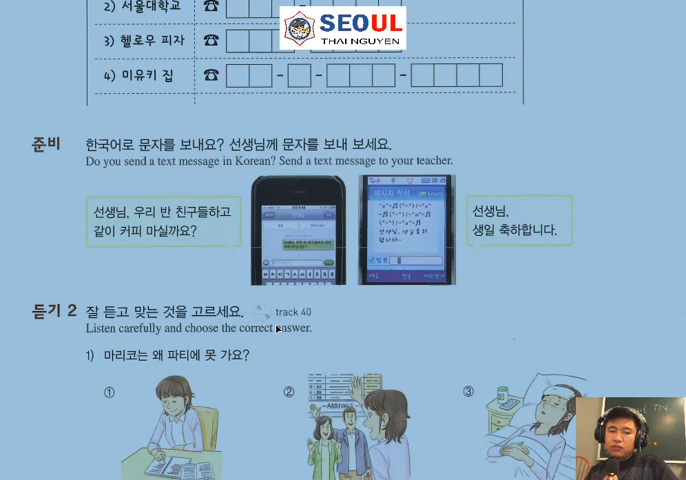 2) 서울대학교
SEOUL
THAI NGUYEN
3) 헬로우 피자
4) 미유키 집
준비 한국어로 문자를 보내요? 선생님께 문자를 보내 보세요.
Do you send a text message in Korean? Send a text message to your teacher.
선생님, 우리 반 친구들하고
같이 커피 마실까요?
선생님,
생일 축하합니다.
듣기 2 잘 듣고 맞는 것을 고르세요. track 40
Listen carefully and choose the correct answer.
1) 마리코는 왜 파티에 못 가요?
①
②
③
ARRIVALS